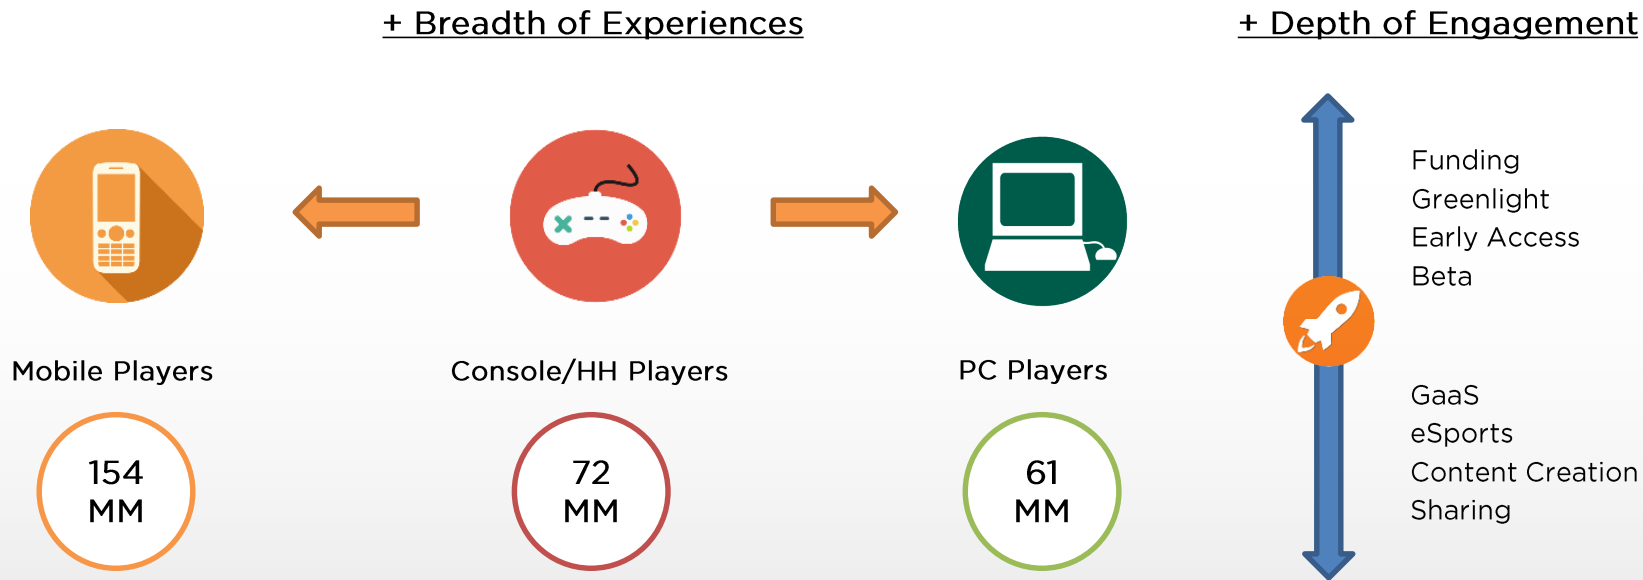 + Breadth of Experiences
+ Depth of Engagement
Mobile Players
154
MM
Console/HH Players
72
MM
PC Players
61
MM
Funding
Greenlight
Early Access
Beta
GaaS
eSports
Content Creation
Sharing